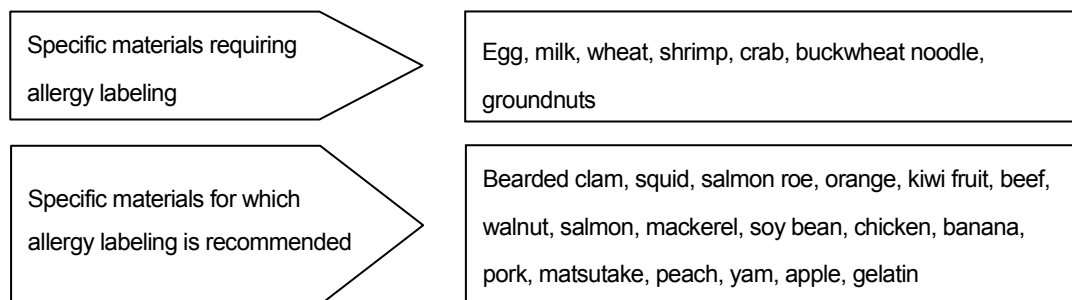 Specific materials requiring
allergy labeling
Egg, milk, wheat, shrimp, crab, buckwheat noodle,
groundnuts
Specific materials for which
allergy labeling is recommended
Bearded clam, squid, salmon roe, orange, kiwi fruit, beef,
walnut, salmon, mackerel, soy bean, chicken, banana,
pork, matsutake, peach, yam, apple, gelatin